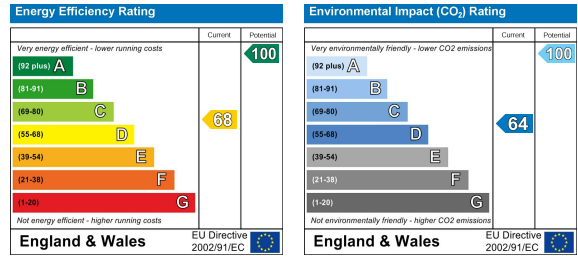 Energy Efficiency Rating
Current Potential
Very energy efficient - lower running costs
(92 plus) A
(81-91) B
(69-80) C
(55-68) D
(39-54) E
(21-38) F
(1-20) G
68
100
Not energy efficient - higher running costs
England & Wales
EU Directive
2002/91/EC
Environmental Impact (CO2) Rating
Current Potential
Very environmentally friendly - lower CO2 emissions
(92 plus) A
(81-91) B
(69-80) C
(55-68) D
(39-54) E
(21-38) F
(1-20) G
64
100
Not environmentally friendly - higher CO2 emissions
England & Wales
EU Directive
2002/91/EC